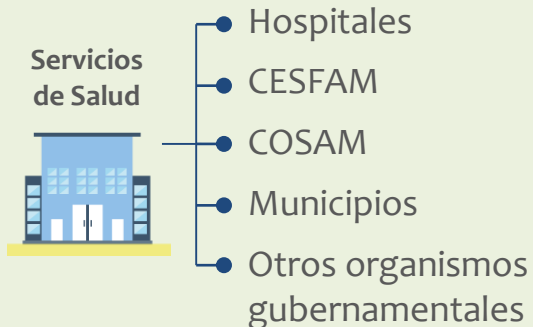 Servicios
de Salud
Hospitales
CESFAM
COSAM
Municipios
Otros organismos
gubernamentales